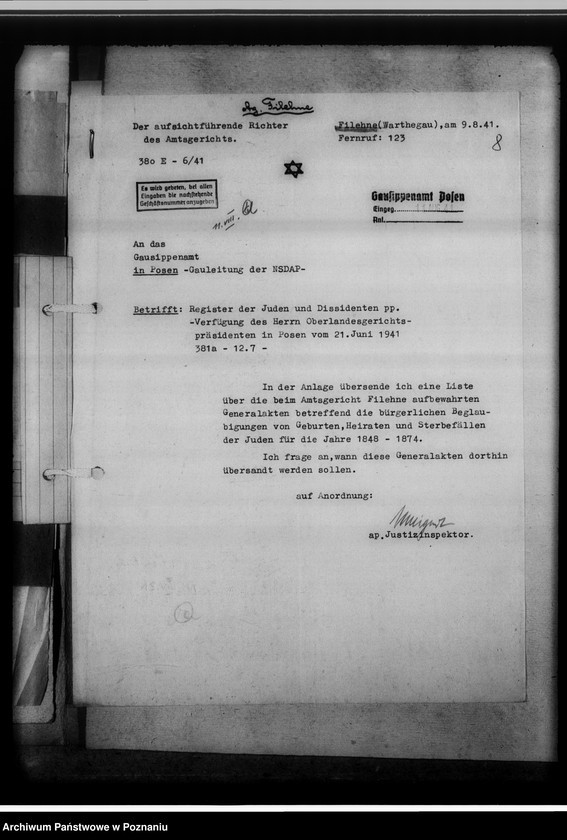 Ag. Filehne
Der aufsichtführende Richter
des Amtsgerichts.
Filehne(Warthegau),am 9.8.41.
Fernruf: 123
8
380 E - 6/41
Es wird gebeten, bei allen
Eingaben die nachstehende
Geschäftsnummer anzugeben
11.VIII.
Gausippenamt Posen
Eingeg.
Anl.
An das
Gausippenamt
in Posen -Gauleitung der NSDAP-
Betrifft: Register der Juden und Dissidenten pp.
-Verfügung des Herrn Oberlandesgerichts-
präsidenten in Posen vom 21.Juni 1941
381a - 12.7 -
In der Anlage übersende ich eine Liste
über die beim Amtsgericht Filehne aufbewahrten
Generalakten betreffend die bürgerlichen Beglau-
bigungen von Geburten,Heiraten und Sterbefällen
der Juden für die Jahre 1848 - 1874.
Ich frage an,wann diese Generalakten dorthin
übersandt werden sollen.
auf Anordnung:
ap.Justizinspektor.
Archiwum Państwowe w Poznaniu